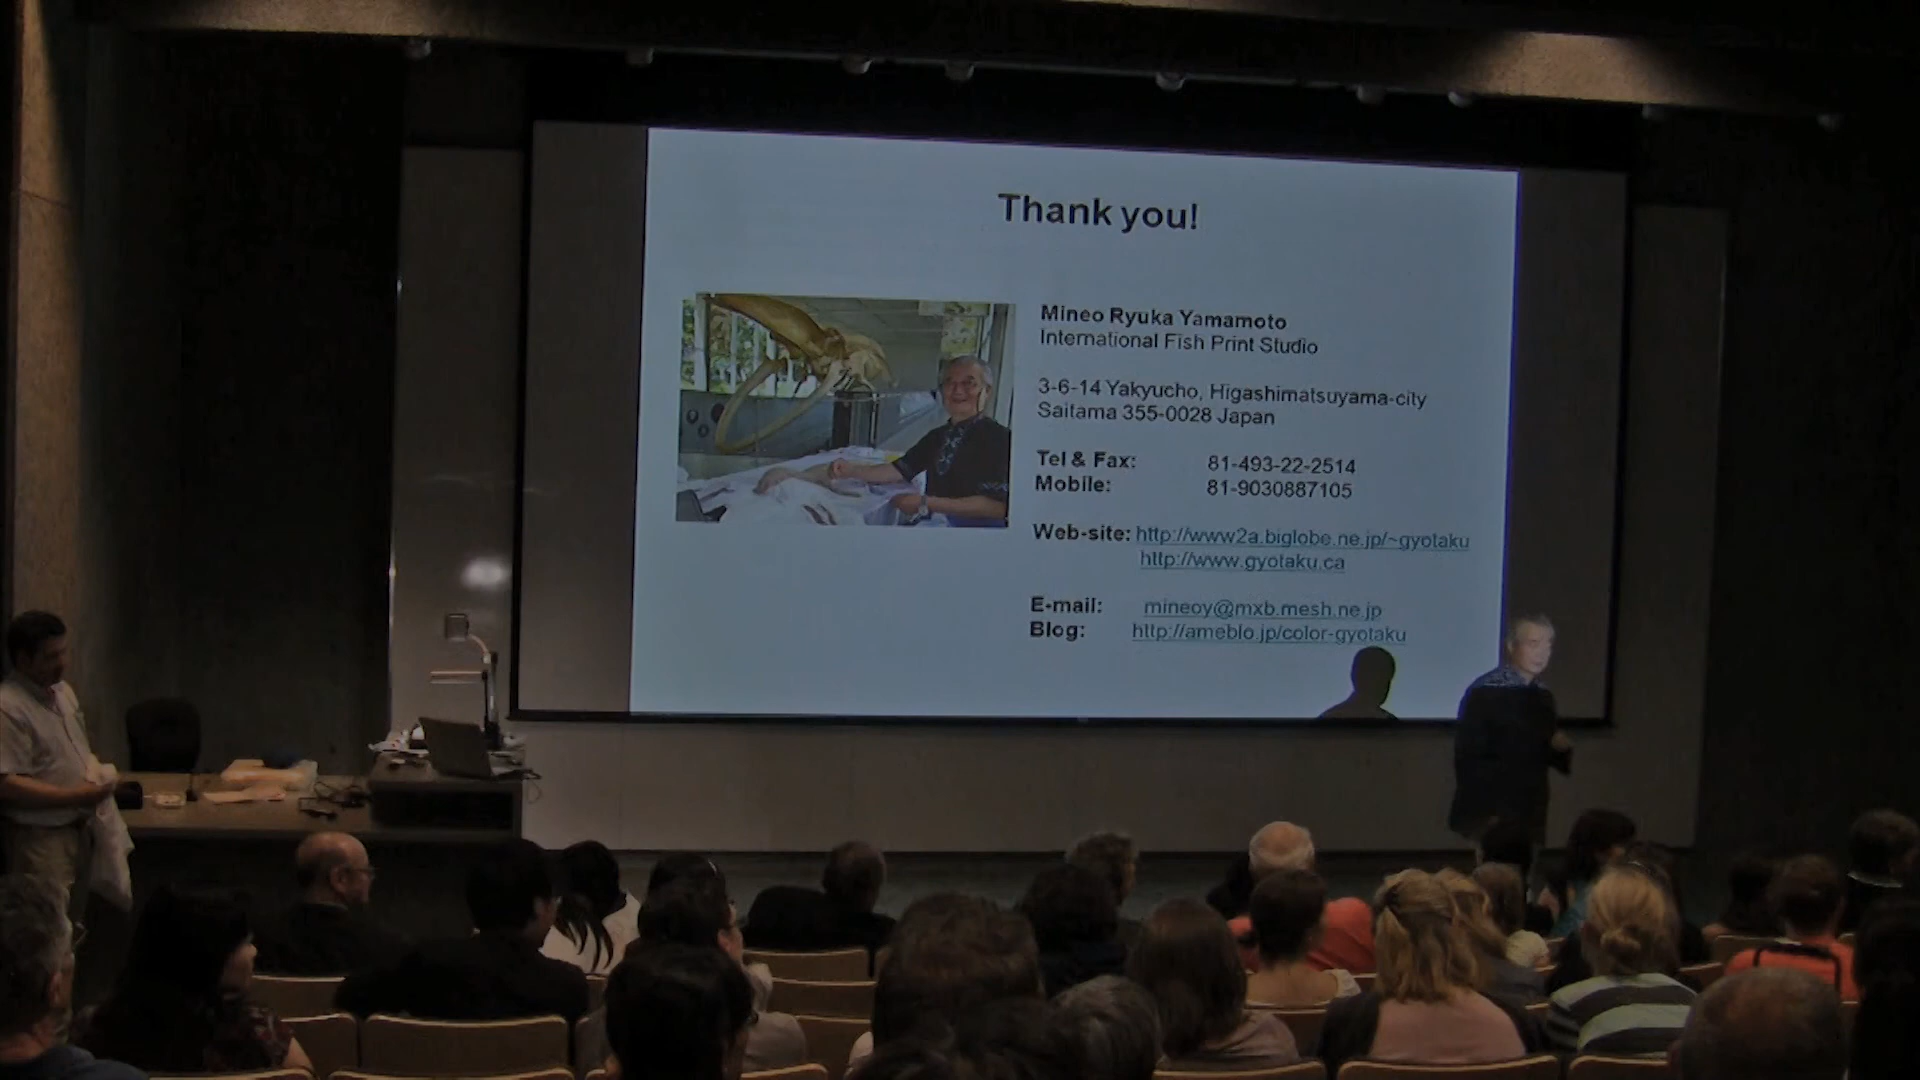 Thank you!
Mineo Ryuka Yamamoto
International Fish Print Studio
3-6-14 Yakyucho, Higashimatsuyama-city
Saitama 355-0028 Japan
Tel & Fax: 81-493-22-2514
Mobile: 81-9030887105
Web-site: http://www2a.biglobe.ne.jp/~gyotaku
http://www.gyotaku.ca
E-mail: mineoy@mxb.mesh.ne.jp
Blog: http://ameblo.jp/color-gyotaku